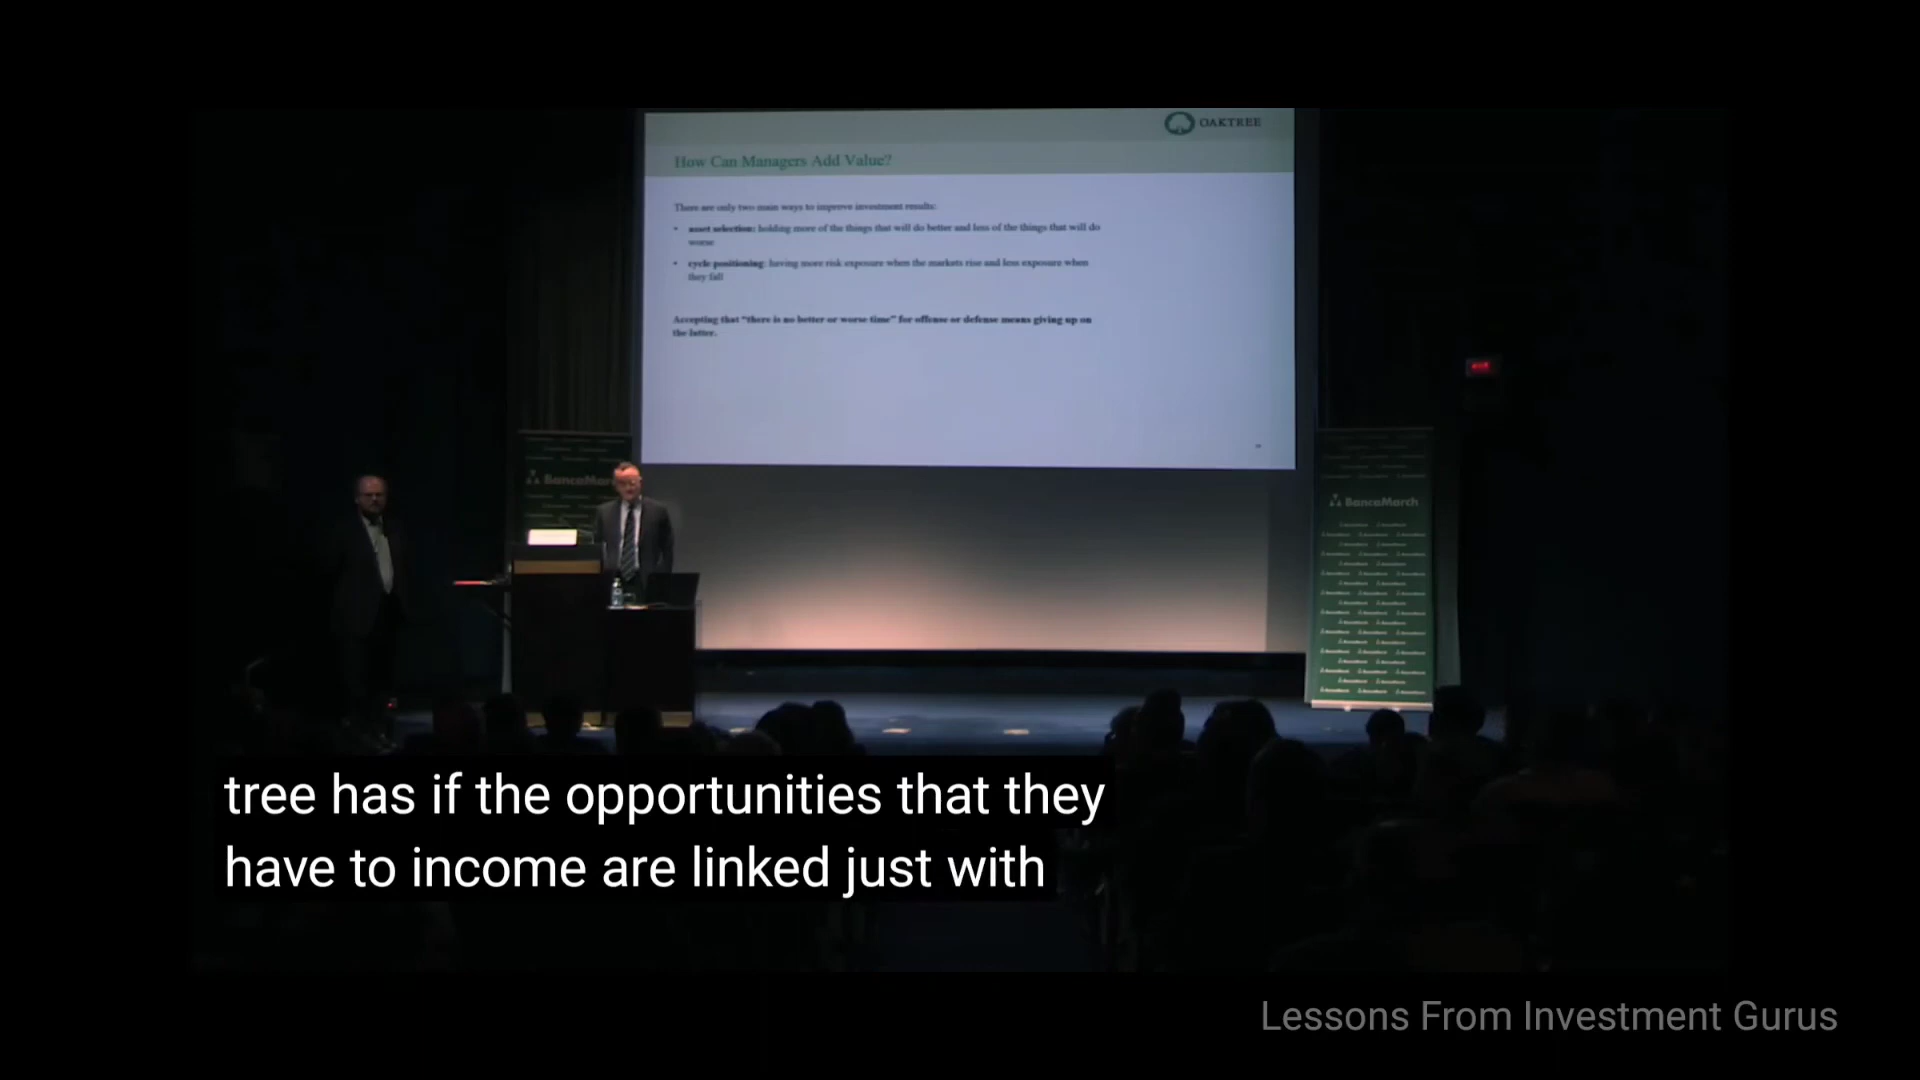 OAKTREE
How Can Managers Add Value?
There are only two main ways to improve investment results:
• asset selection: holding more of the things that will do better and less of the things that will do
worse
• cycle positioning: having more risk exposure when the markets rise and less exposure when
they fall
Accepting that "there is no better or worse time" for offense or defense means giving up on
the latter.
BancaMar
BancaMarch
tree has if the opportunities that they
have to income are linked just with
Lessons From Investment Gurus